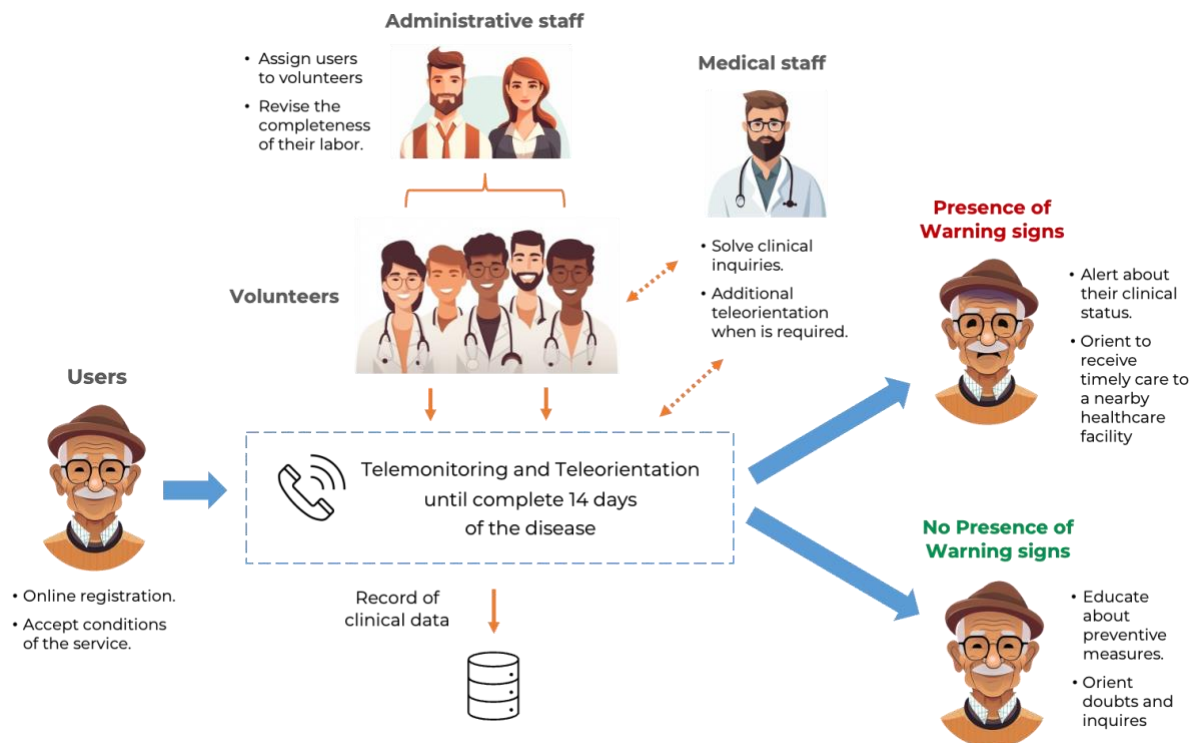 Administrative staff
• Assign users
to volunteers
• Revise the
completeness
of their labor.
Medical staff
• Solve clinical
inquiries.
• Additional
teleorientation
when is required.
Volunteers
Users
• Online registration.
• Accept conditions
of the service.
Telemonitoring and Teleorientation
until complete 14 days
of the disease
Record of
clinical data
Presence of
Warning signs
• Alert about
their clinical
status.
• Orient to
receive
timely care to
a nearby
healthcare
facility
No Presence of
Warning signs
• Educate
about
preventive
measures.
• Orient
doubts and
inquires